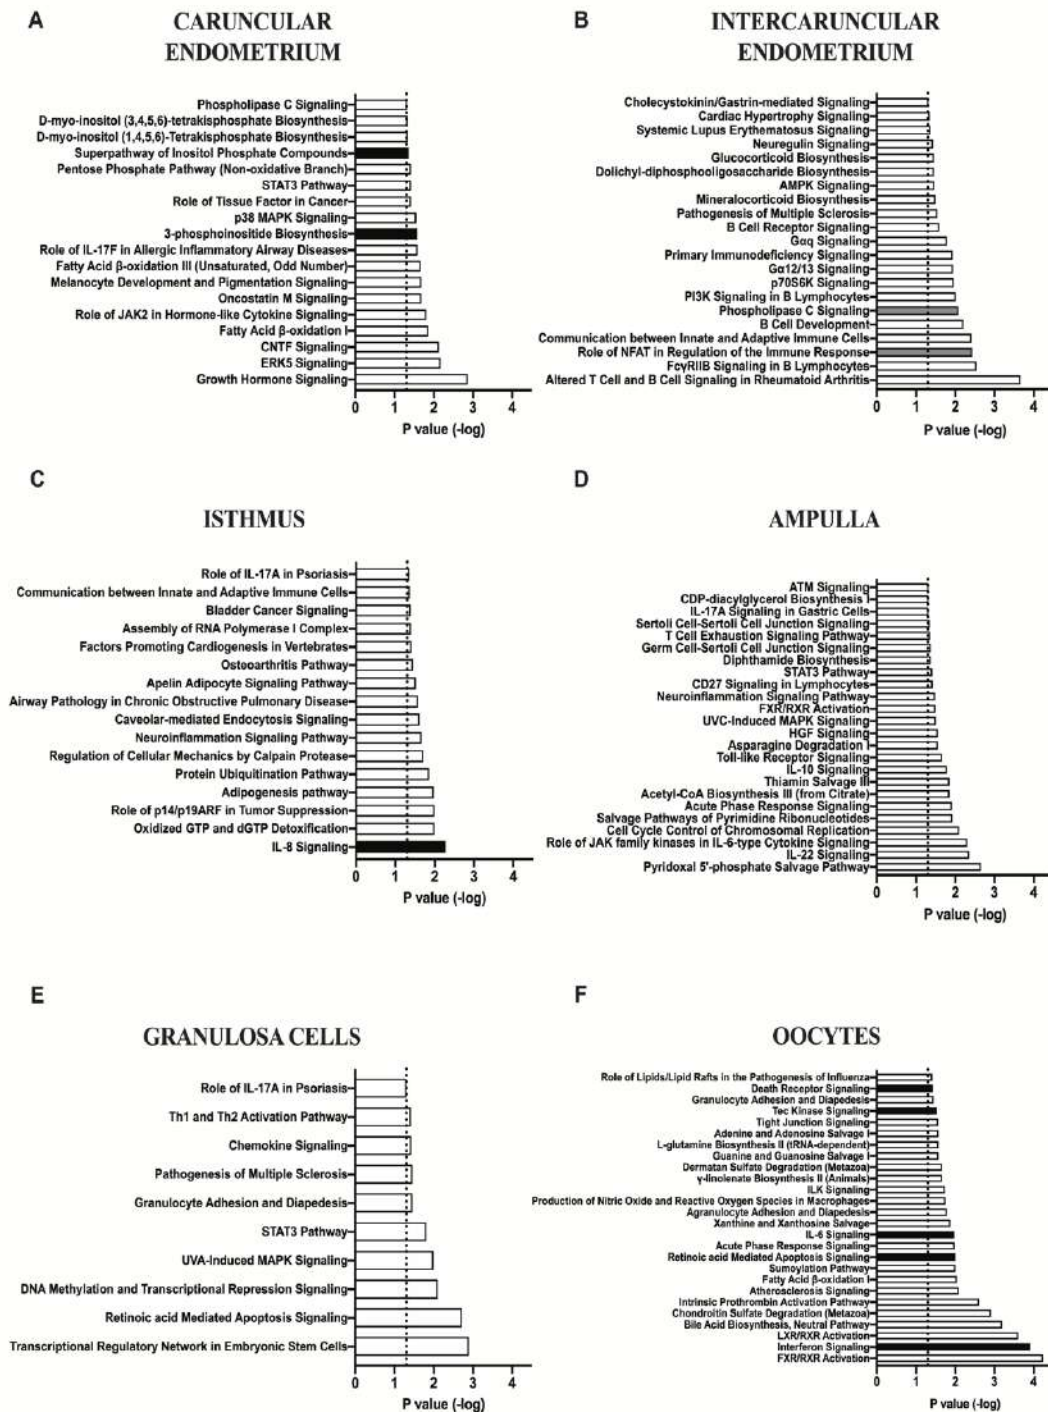 A
CARUNCULAR
ENDOMETRIUM
Phospholipase C Signaling
D-myo-inositol (3,4,5,6)-tetrakisphosphate Biosynthesis
D-myo-inositol (1,4,5,6)-Tetrakisphosphate Biosynthesis
Superpathway of Inositol Phosphate Compounds
Pentose Phosphate Pathway (Non-oxidative Branch)
STAT3 Pathway
Role of Tissue Factor in Cancer
p38 MAPK Signaling
3-phosphoinositide Biosynthesis
Role of IL-17F in Allergic Inflammatory Airway Diseases
Fatty Acid β-oxidation III (Unsaturated, Odd Number)
Melanocyte Development and Pigmentation Signaling
Oncostatin M Signaling
Role of JAK2 in Hormone-like Cytokine Signaling
Fatty Acid β-oxidation I
CNTF Signaling
ERK5 Signaling
Growth Hormone Signaling
0 1 2 3 4
P value (-log)
B
INTERCARUNCULAR
ENDOMETRIUM
Cholecystokinin/Gastrin-mediated Signaling
Cardiac Hypertrophy Signaling
Systemic Lupus Erythematosus Signaling
Neuregulin Signaling
Glucocorticoid Biosynthesis
Dolichyl-diphosphooligosaccharide Biosynthesis
AMPK Signaling
Mineralocorticoid Biosynthesis
Pathogenesis of Multiple Sclerosis
B Cell Receptor Signaling
Gαq Signaling
Primary Immunodeficiency Signaling
Gα12/13 Signaling
p70S6K Signaling
PI3K Signaling in B Lymphocytes
Phospholipase C Signaling
B Cell Development
Communication between Innate and Adaptive Immune Cells
Role of NFAT in Regulation of the Immune Response
FcγRIIB Signaling in B Lymphocytes
Altered T Cell and B Cell Signaling in Rheumatoid Arthritis
0 1 2 3 4
P value (-log)
C
ISTHMUS
Role of IL-17A in Psoriasis
Communication between Innate and Adaptive Immune Cells
Bladder Cancer Signaling
Assembly of RNA Polymerase I Complex
Factors Promoting Cardiogenesis in Vertebrates
Osteoarthritis Pathway
Apelin Adipocyte Signaling Pathway
Airway Pathology in Chronic Obstructive Pulmonary Disease
Caveolar-mediated Endocytosis Signaling
Neuroinflammation Signaling Pathway
Regulation of Cellular Mechanics by Calpain Protease
Protein Ubiquitination Pathway
Adipogenesis pathway
Role of p14/p19ARF in Tumor Suppression
Oxidized GTP and dGTP Detoxification
IL-8 Signaling
0 1 2 3 4
P value (-log)
D
AMPULLA
ATM Signaling
CDP-diacylglycerol Biosynthesis I
IL-17A Signaling in Gastric Cells
Sertoli Cell-Sertoli Cell Junction Signaling
T Cell Exhaustion Signaling Pathway
Germ Cell-Sertoli Cell Junction Signaling
Diphthamide Biosynthesis
STAT3 Pathway
CD27 Signaling in Lymphocytes
Neuroinflammation Signaling Pathway
FXR/RXR Activation
UVC-Induced MAPK Signaling
HGF Signaling
Asparagine Degradation I
Toll-like Receptor Signaling
IL-10 Signaling
Thiamin Salvage III
Acetyl-CoA Biosynthesis III (from Citrate)
Acute Phase Response Signaling
Salvage Pathways of Pyrimidine Ribonucleotides
Cell Cycle Control of Chromosomal Replication
Role of JAK family kinases in IL-6-type Cytokine Signaling
IL-22 Signaling
Pyridoxal 5'-phosphate Salvage Pathway
0 1 2 3 4
P value (-log)
E
GRANULOSA CELLS
Role of IL-17A in Psoriasis
Th1 and Th2 Activation Pathway
Chemokine Signaling
Pathogenesis of Multiple Sclerosis
Granulocyte Adhesion and Diapedesis
STAT3 Pathway
UVA-Induced MAPK Signaling
DNA Methylation and Transcriptional Repression Signaling
Retinoic acid Mediated Apoptosis Signaling
Transcriptional Regulatory Network in Embryonic Stem Cells
0 1 2 3 4
P value (-log)
F
OOCYTES
Role of Lipids/Lipid Rafts in the Pathogenesis of Influenza
Death Receptor Signaling
Granulocyte Adhesion and Diapedesis
Tec Kinase Signaling
Tight Junction Signaling
Adenine and Adenosine Salvage I
L-glutamine Biosynthesis II (tRNA-dependent)
Guanine and Guanosine Salvage I
Dermatan Sulfate Degradation (Metazoa)
γ-linolenate Biosynthesis II (Animals)
ILK Signaling
Production of Nitric Oxide and Reactive Oxygen Species in Macrophages
Agranulocyte Adhesion and Diapedesis
Xanthine and Xanthosine Salvage
IL-6 Signaling
Acute Phase Response Signaling
Retinoic acid Mediated Apoptosis Signaling
Sumoylation Pathway
Fatty Acid β-oxidation I
Atherosclerosis Signaling
Intrinsic Prothrombin Activation Pathway
Chondroitin Sulfate Degradation (Metazoa)
Bile Acid Biosynthesis, Neutral Pathway
LXR/RXR Activation
Interferon Signaling
FXR/RXR Activation
0 1 2 3 4
P value (-log)